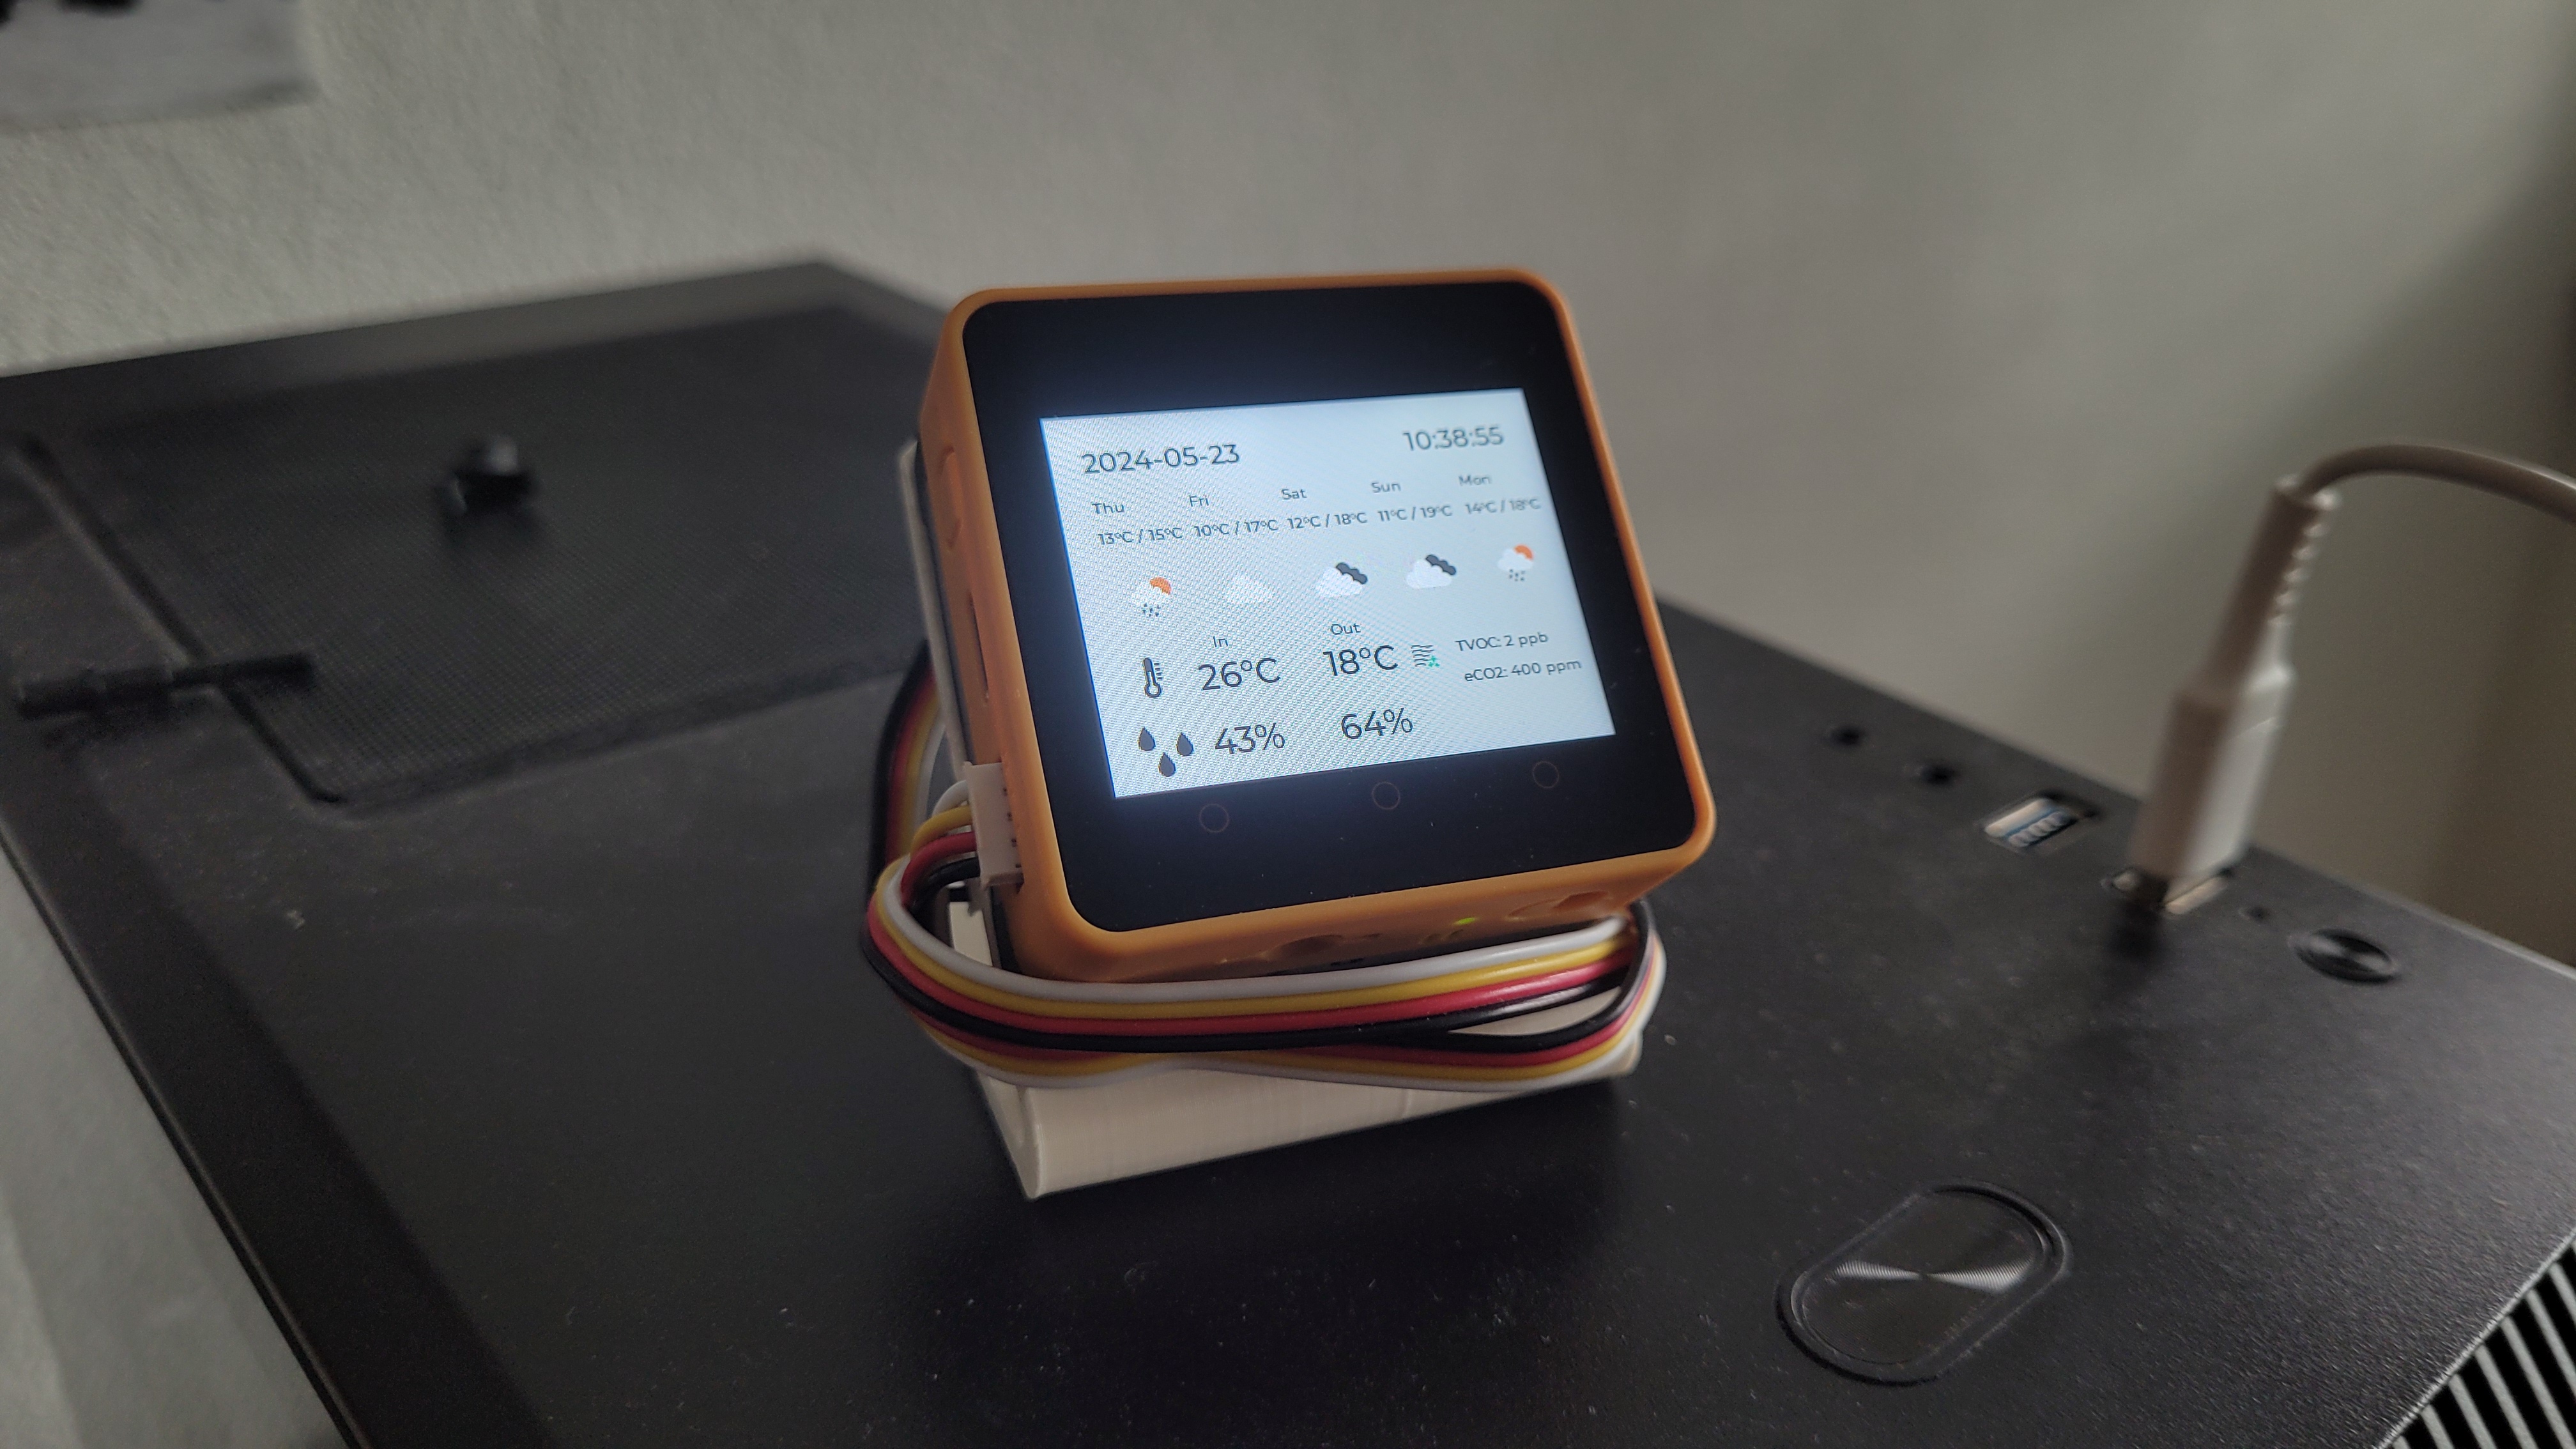 2024-05-23 10:38:55
Thu Fri Sat Sun Mon
13°C / 15°C 10°C / 17°C 12°C / 18°C 11°C / 19°C 14°C / 18°C
In Out
26°C 18°C TVOC: 2 ppb
eCO2: 400 ppm
43% 64%